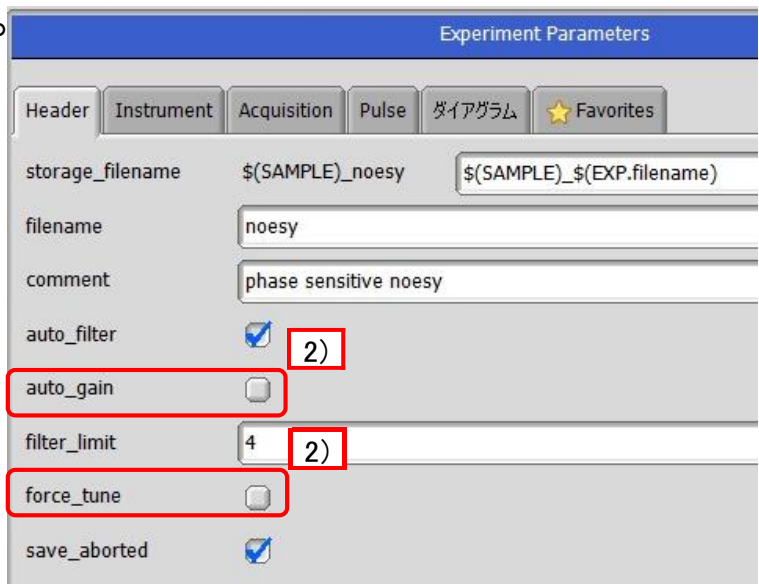 Experiment Parameters
Header Instrument Acquisition Pulse ダイアグラム Favorites
storage_filename $(SAMPLE)_noesy $(SAMPLE)_$(EXP.filename)
filename noesy
comment phase sensitive noesy
auto_filter
2)
auto_gain
filter_limit 4
2)
force_tune
save_aborted